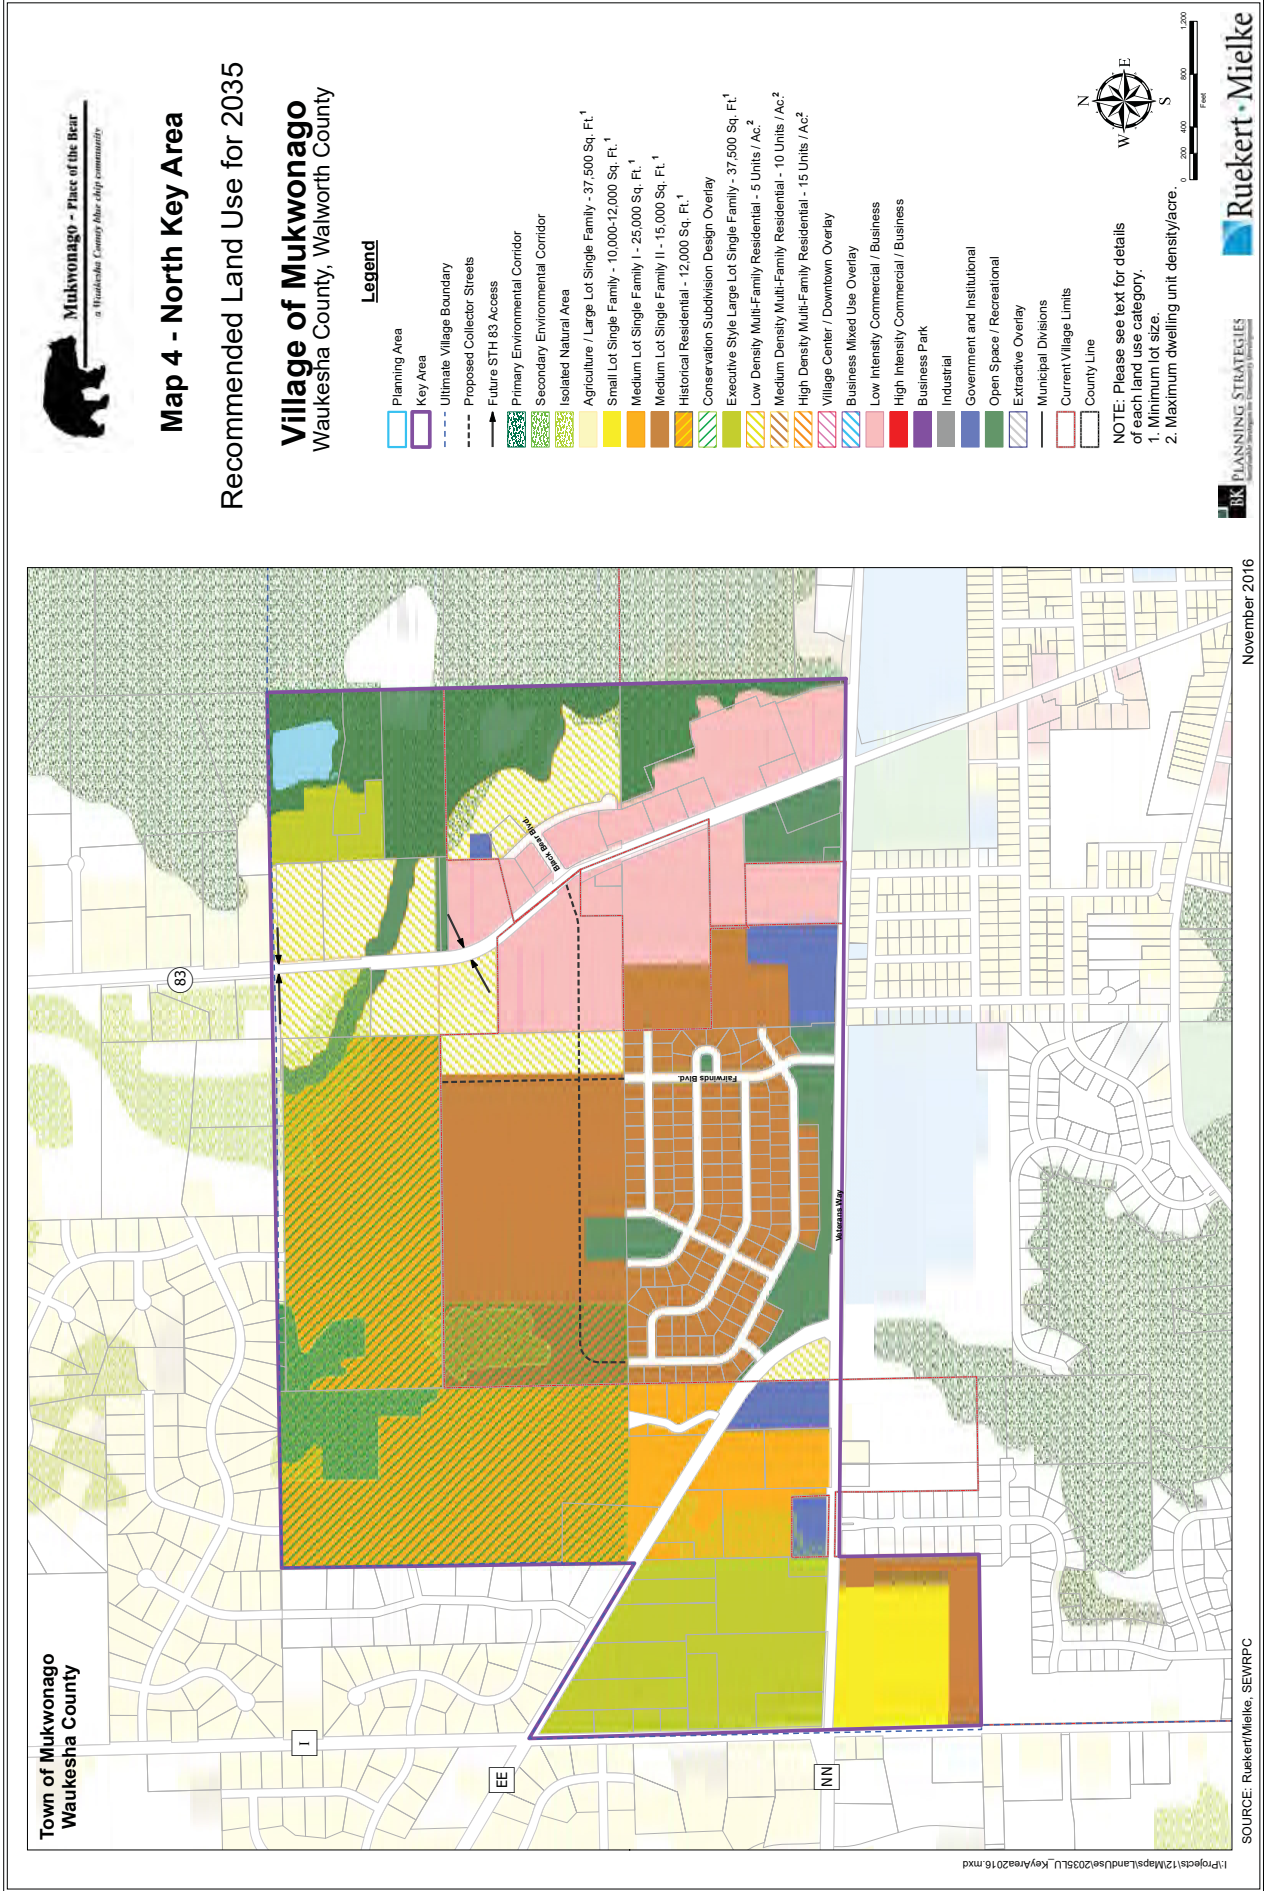 Mukwonago - Place of the Bear
a Waukesha County blue chip community
Map 4 - North Key Area
Recommended Land Use for 2035
Village of Mukwonago
Waukesha County, Walworth County
Legend
Planning Area
Key Area
Ultimate Village Boundary
Proposed Collector Streets
Future STH 83 Access
Primary Environmental Corridor
Secondary Environmental Corridor
Isolated Natural Area
Agriculture / Large Lot Single Family - 37,500 Sq. Ft.1
Small Lot Single Family - 10,000-12,000 Sq. Ft.1
Medium Lot Single Family I - 25,000 Sq. Ft.1
Medium Lot Single Family II - 15,000 Sq. Ft.1
Historical Residential - 12,000 Sq. Ft.1
Conservation Subdivision Design Overlay
Executive Style Large Lot Single Family - 37,500 Sq. Ft.1
Low Density Multi-Family Residential - 5 Units / Ac.2
Medium Density Multi-Family Residential - 10 Units / Ac.2
High Density Multi-Family Residential - 15 Units / Ac.2
Village Center / Downtown Overlay
Business Mixed Use Overlay
Low Intensity Commercial / Business
High Intensity Commercial / Business
Business Park
Industrial
Government and Institutional
Open Space / Recreational
Extractive Overlay
Municipal Divisions
Current Village Limits
County Line
NOTE: Please see text for details
of each land use category.
1. Minimum lot size.
2. Maximum dwelling unit density/acre.
N
W E
S
0 200 400 800 1,200
Feet
BK PLANNING STRATEGIES
Ruekert • Mielke
Town of Mukwonago
Waukesha County
I
EE
NN
83
Black Bear Blvd.
Fairwinds Blvd.
Veterans Way
SOURCE: Ruekert/Mielke, SEWRPC
November 2016
I:\Projects\12\Maps\LandUse\2035LU_KeyArea2016.mxd